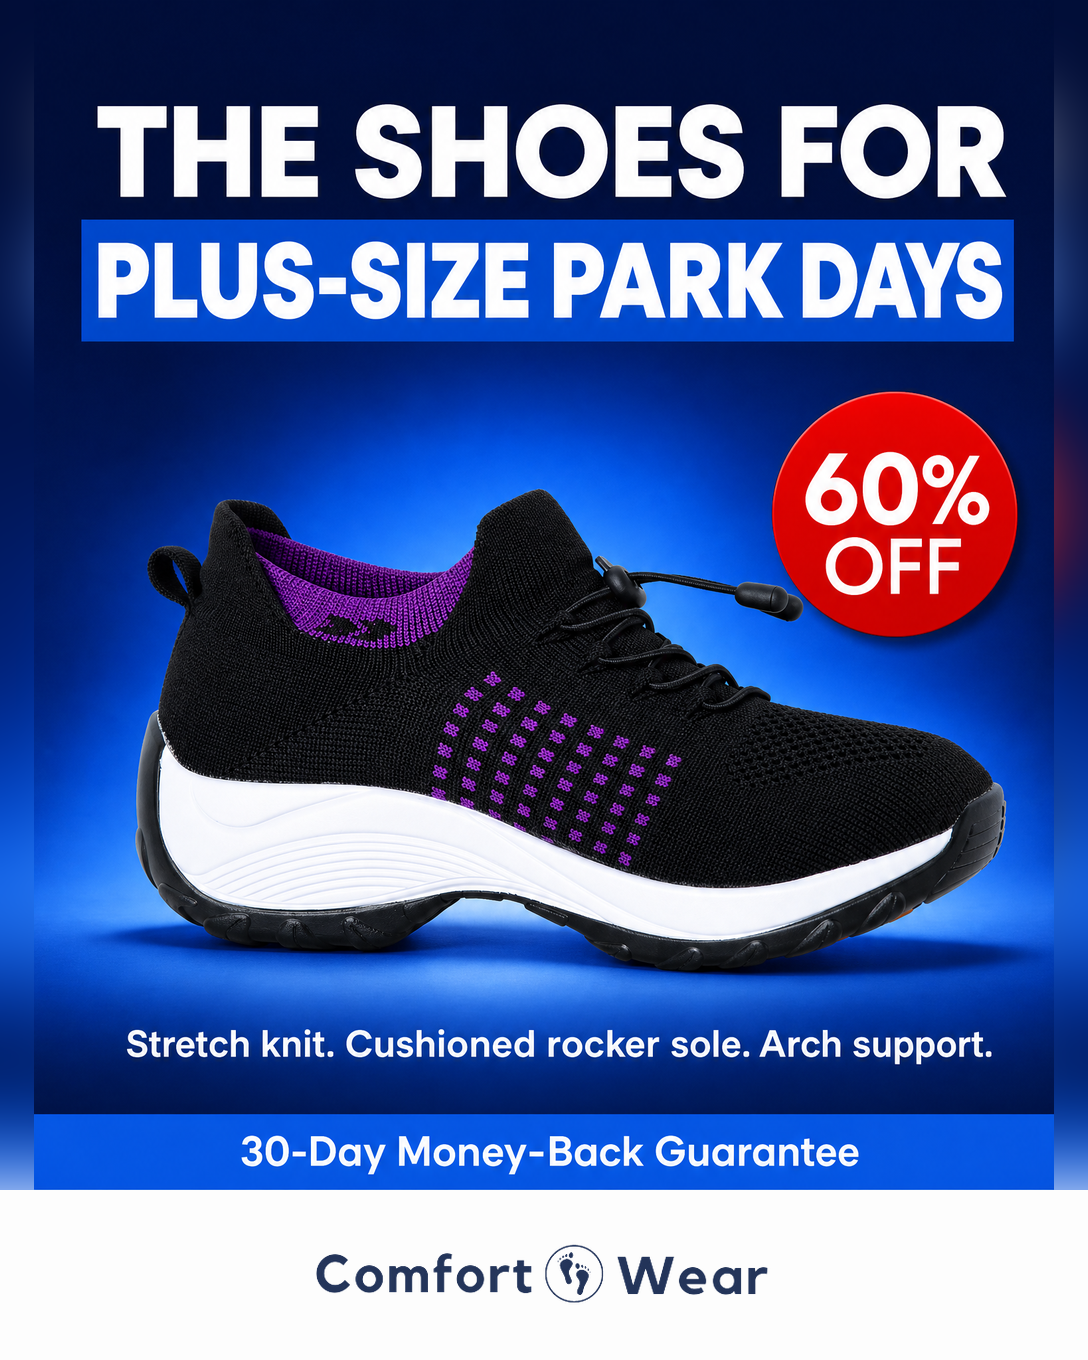 THE SHOES FOR
PLUS-SIZE PARK DAYS
60%
OFF
Stretch knit. Cushioned rocker sole. Arch support.
30-Day Money-Back Guarantee
Comfort Wear